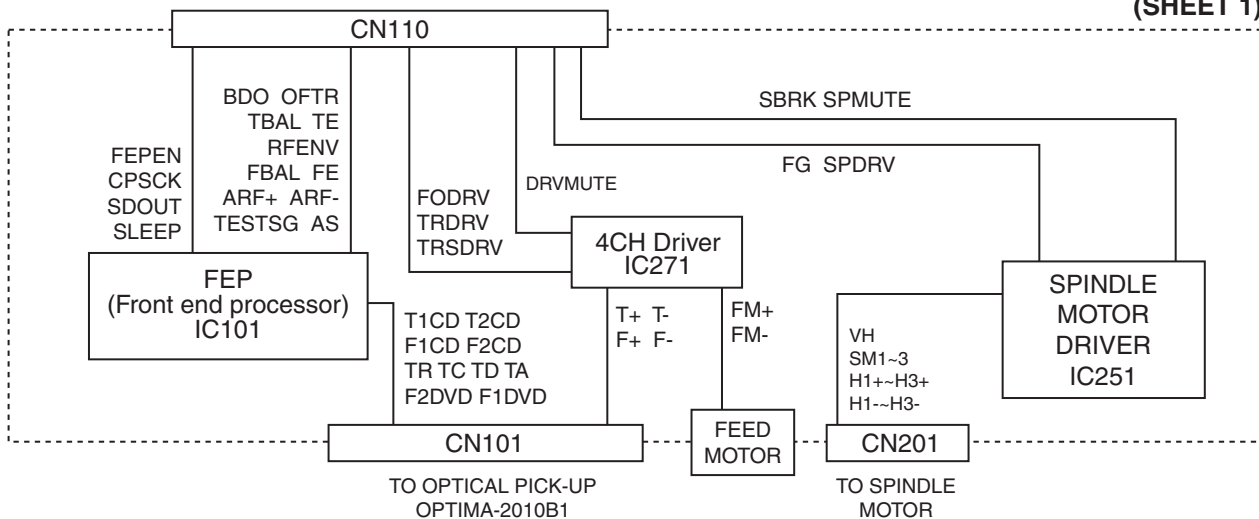 (SHEET 1)
CN110
BDO OFTR
TBAL TE
RFENV
FBAL FE
ARF+ ARF-
TESTSG AS
FEPEN
CPSCK
SDOUT
SLEEP
FODRV
TRDRV
TRSDRV
DRVMUTE
SBRK SPMUTE
FG SPDRV
FEP
(Front end processor)
IC101
4CH Driver
IC271
SPINDLE
MOTOR
DRIVER
IC251
T1CD T2CD
F1CD F2CD
TR TC TD TA
F2DVD F1DVD
T+ T-
F+ F-
FM+
FM-
VH
SM1~3
H1+~H3+
H1-~H3-
CN101
FEED
MOTOR
CN201
TO OPTICAL PICK-UP
OPTIMA-2010B1
TO SPINDLE
MOTOR